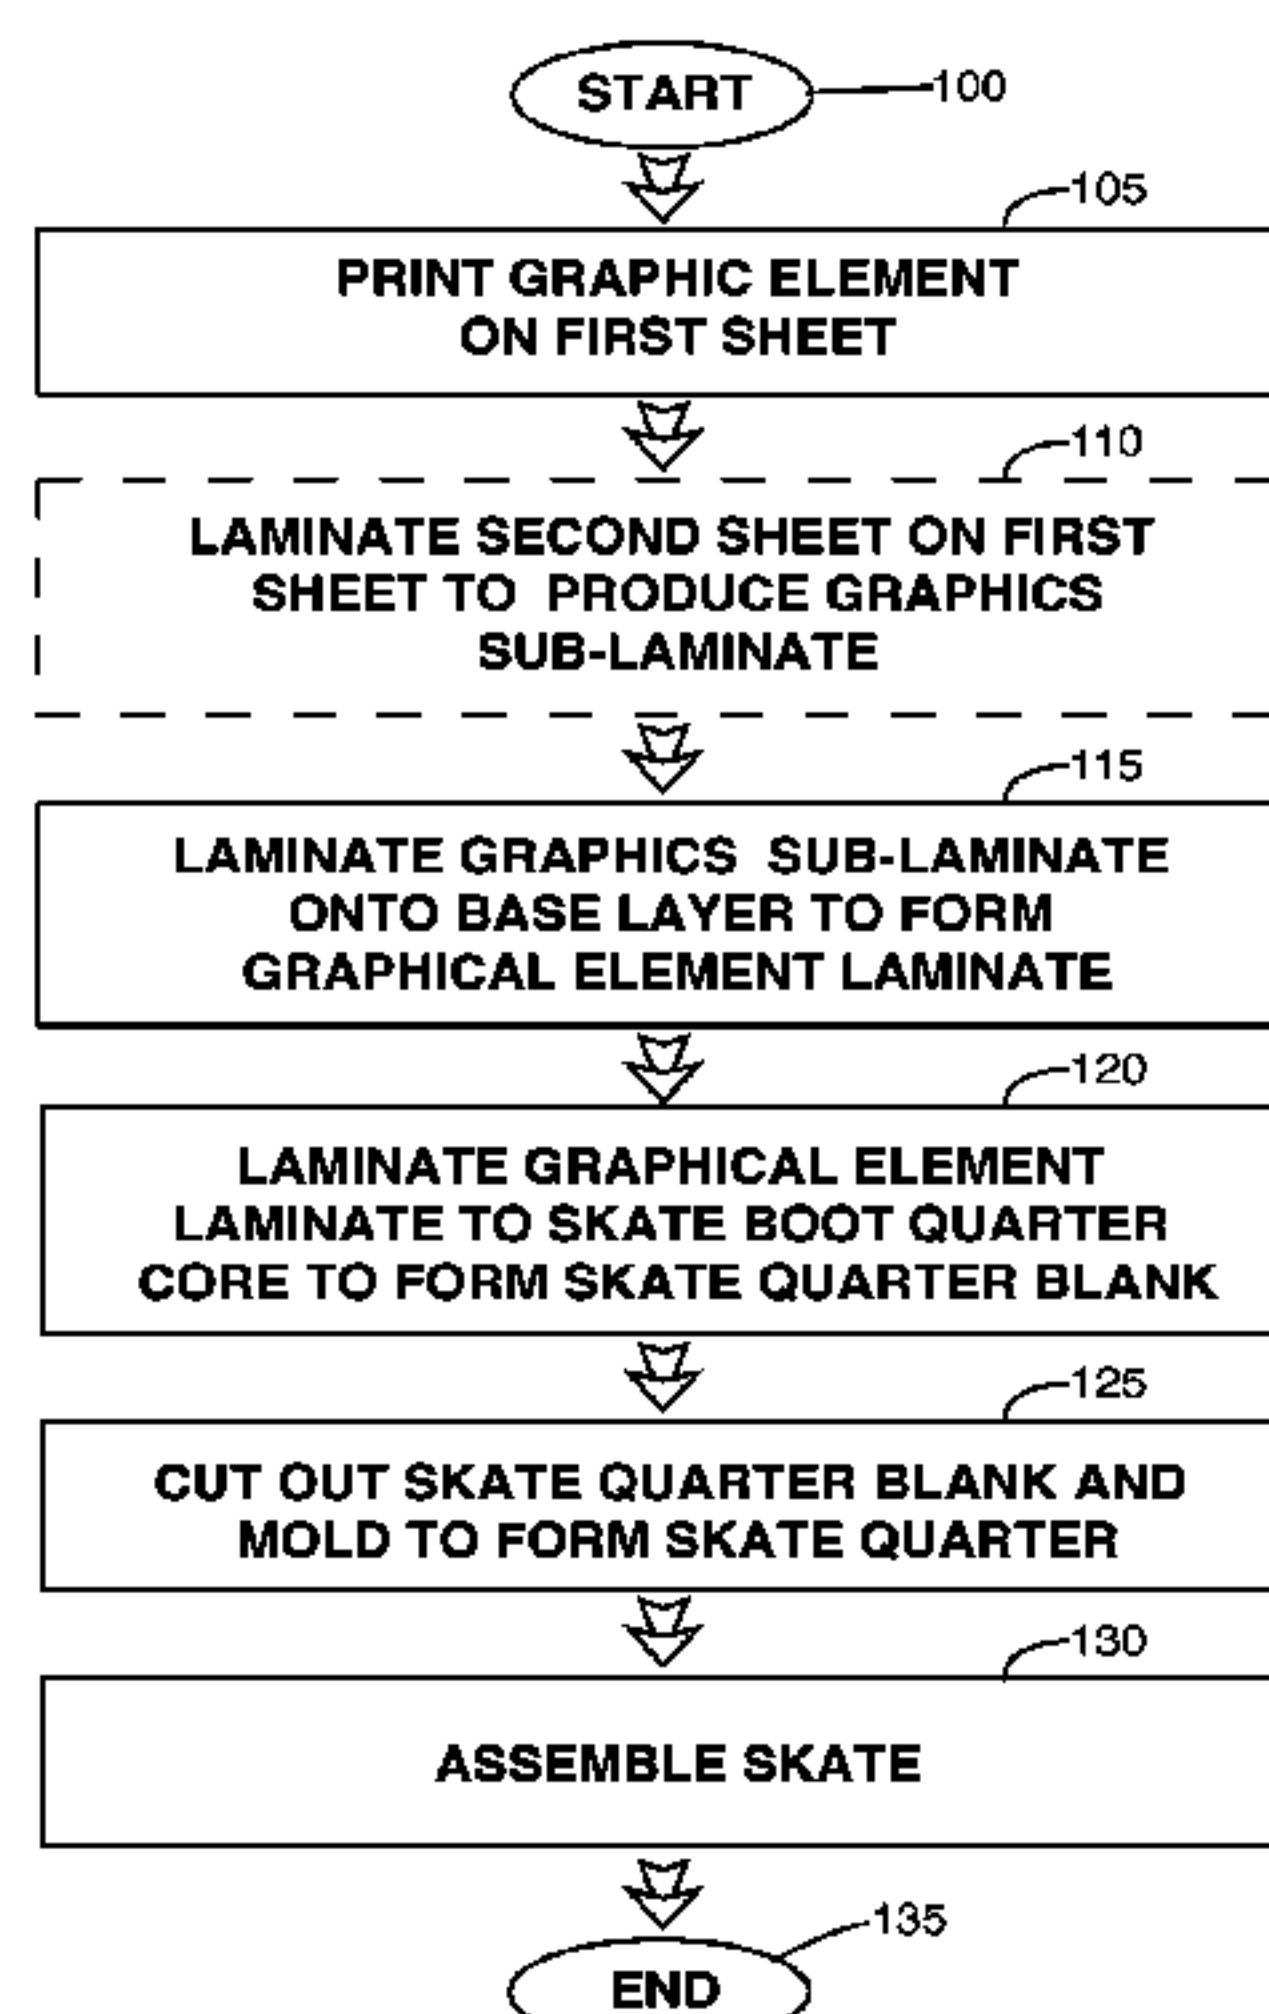 START
100
105
PRINT GRAPHIC ELEMENT
ON FIRST SHEET
110
LAMINATE SECOND SHEET ON FIRST
SHEET TO PRODUCE GRAPHICS
SUB-LAMINATE
115
LAMINATE GRAPHICS SUB-LAMINATE
ONTO BASE LAYER TO FORM
GRAPHICAL ELEMENT LAMINATE
120
LAMINATE GRAPHICAL ELEMENT
LAMINATE TO SKATE BOOT QUARTER
CORE TO FORM SKATE QUARTER BLANK
125
CUT OUT SKATE QUARTER BLANK AND
MOLD TO FORM SKATE QUARTER
130
ASSEMBLE SKATE
135
END